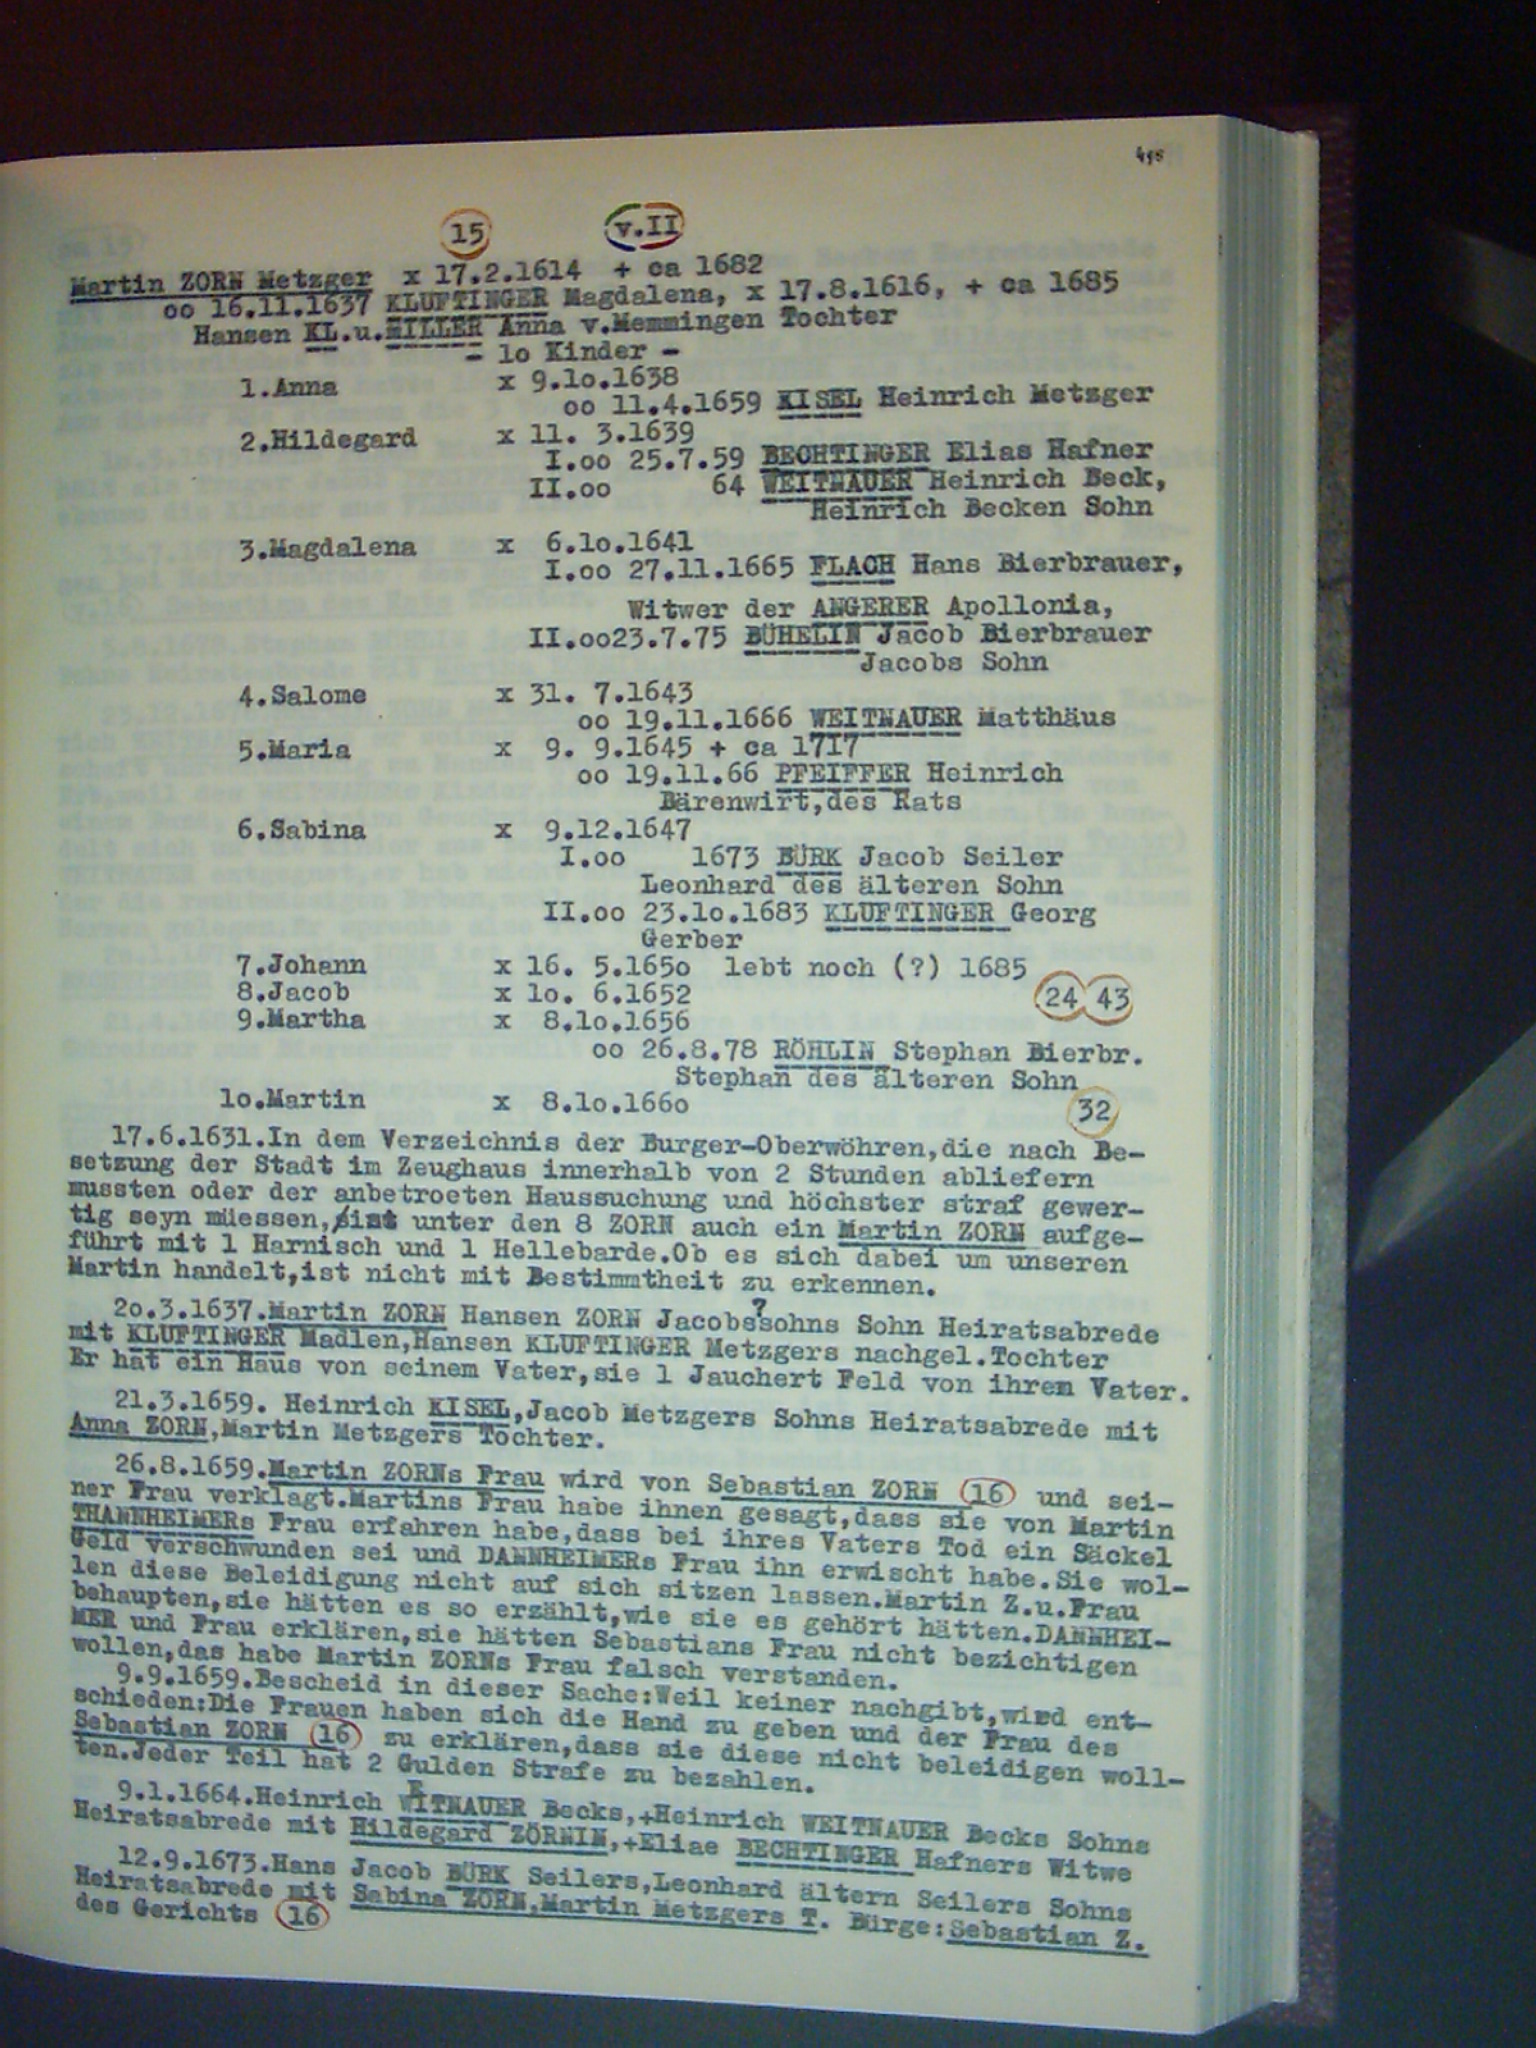 15 v.II
Martin ZORN Metzger x 17.2.1614 + ca 1682
oo 16.11.1637 KLUFTINGER Magdalena, x 17.8.1616, + ca 1685
Hansen KL.u.MILLER Anna v.Memmingen Tochter
- lo Kinder -
1.Anna x 9.lo.1638
oo 11.4.1659 KISEL Heinrich Metzger
2.Hildegard x 11. 3.1639
I.oo 25.7.59 BECHTINGER Elias Hafner
II.oo 64 WEITNAUER Heinrich Beck,
Heinrich Becken Sohn
3.Magdalena x 6.lo.1641
I.oo 27.11.1665 FLACH Hans Bierbrauer,
Witwer der ANGERER Apollonia,
II.oo23.7.75 BÜHELIN Jacob Bierbrauer
Jacobs Sohn
4.Salome x 31. 7.1643
oo 19.11.1666 WEITNAUER Matthäus
5.Maria x 9. 9.1645 + ca 1717
oo 19.11.66 PFEIFFER Heinrich
Bärenwirt,des Rats
6.Sabina x 9.12.1647
I.oo 1673 BÜRK Jacob Seiler
Leonhard des älteren Sohn
II.oo 23.lo.1683 KLUFTINGER Georg
Gerber
7.Johann x 16. 5.165o lebt noch (?) 1685
8.Jacob x lo. 6.1652 24 43
9.Martha x 8.lo.1656
oo 26.8.78 RÖHLIN Stephan Bierbr.
Stephan des älteren Sohn
lo.Martin x 8.lo.166o 32
17.6.1631.In dem Verzeichnis der Burger-Oberwöhren,die nach Be-
setzung der Stadt im Zeughaus innerhalb von 2 Stunden abliefern
mussten oder der anbetroeten Haussuchung und höchster straf gewer-
tig seyn müessen, unter den 8 ZORN auch ein Martin ZORN aufge-
führt mit 1 Harnisch und 1 Hellebarde.Ob es sich dabei um unseren
Martin handelt,ist nicht mit Bestimmtheit zu erkennen.
2o.3.1637.Martin ZORN Hansen ZORN Jacobs?sohns Sohn Heiratsabrede
mit KLUFTINGER Madlen,Hansen KLUFTINGER Metzgers nachgel.Tochter
Er hat ein Haus von seinem Vater,sie 1 Jauchert Feld von ihrem Vater.
21.3.1659. Heinrich KISEL,Jacob Metzgers Sohns Heiratsabrede mit
Anna ZORN,Martin Metzgers Tochter.
26.8.1659.Martin ZORNs Frau wird von Sebastian ZORN 16 und sei-
ner Frau verklagt.Martins Frau habe ihnen gesagt,dass sie von Martin
THANNHEIMERs Frau erfahren habe,dass bei ihres Vaters Tod ein Säckel
Geld verschwunden sei und DANNHEIMERs Frau ihn erwischt habe.Sie wol-
len diese Beleidigung nicht auf sich sitzen lassen.Martin Z.u.Frau
behaupten,sie hätten es so erzählt,wie sie es gehört hätten.DANNHEI-
MER und Frau erklären,sie hätten Sebastians Frau nicht bezichtigen
wollen,das habe Martin ZORNs Frau falsch verstanden.
9.9.1659.Bescheid in dieser Sache:Weil keiner nachgibt,wird ent-
schieden:Die Frauen haben sich die Hand zu geben und der Frau des
Sebastian ZORN 16 zu erklären,dass sie diese nicht beleidigen woll-
ten.Jeder Teil hat 2 Gulden Strafe zu bezahlen.
9.1.1664.Heinrich WEITNAUER Becks,+Heinrich WEITNAUER Becks Sohns
Heiratsabrede mit Hildegard ZÖRNIN,+Eliae BECHTINGER Hafners Witwe
12.9.1673.Hans Jacob BÜRK Seilers,Leonhard ältern Seilers Sohns
Heiratsabrede mit Sabina ZORN,Martin Metzgers T. Bürge:Sebastian Z.
des Gerichts 16